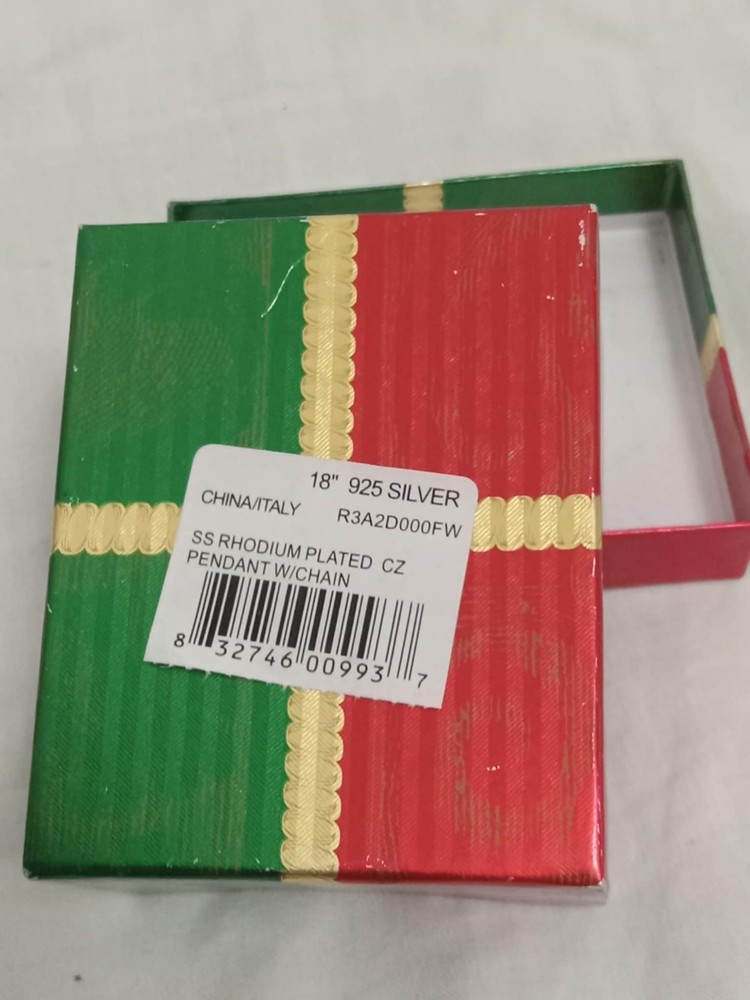 18" 925 SILVER
CHINA/ITALY R3A2D000FW
SS RHODIUM PLATED CZ
PENDANT W/CHAIN
8 32746 00993 7